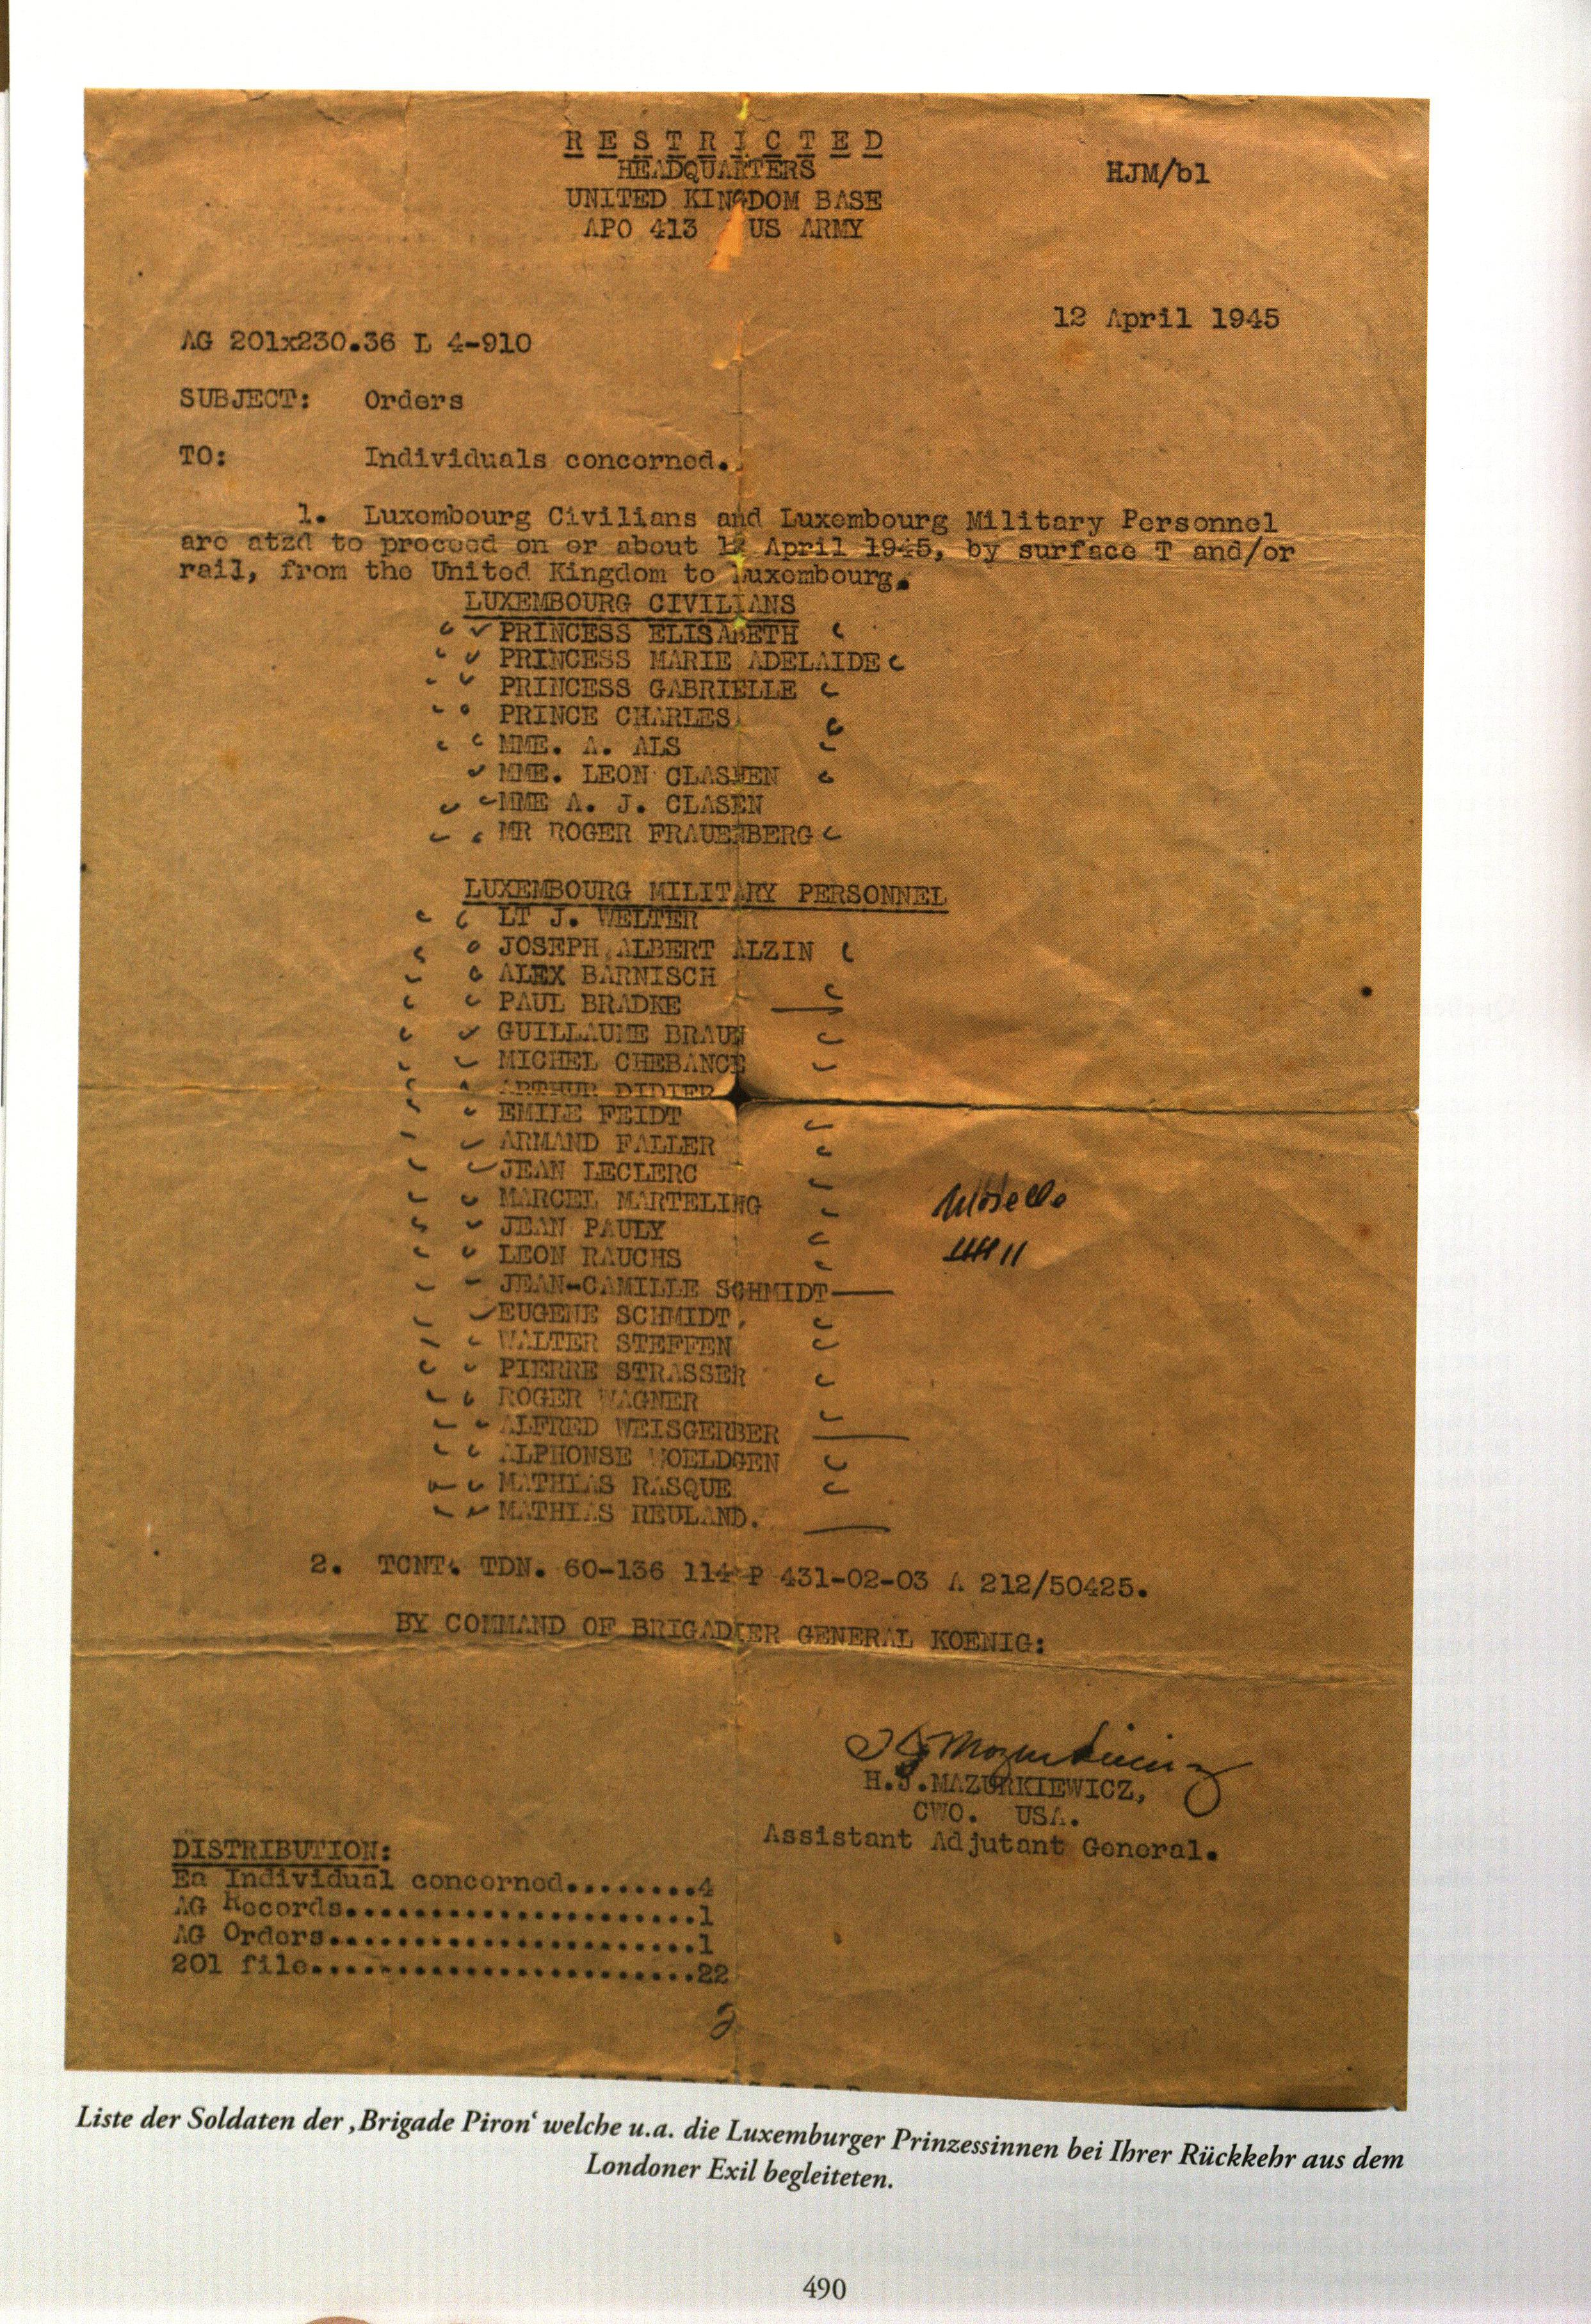 RESTRICTED
HEADQUARTERS
UNITED KINGDOM BASE
APO 413 US ARMY
HJM/bl
12 April 1945
AG 201x230.36 L 4-910
SUBJECT: Orders
TO: Individuals concerned.
1. Luxembourg Civilians and Luxembourg Military Personnel
are atzd to proceed on or about April 1945, by surface T and/or
rail, from the United Kingdom to Luxembourg.
LUXEMBOURG CIVILIANS
PRINCESS ELISABETH
PRINCESS MARIE ADELAIDE
PRINCESS GABRIELLE
PRINCE CHARLES
MME. A. ALS
MME. LEON CLASHEN
MME A. J. CLASEN
MR ROGER FRAUENBERG
LUXEMBOURG MILITARY PERSONNEL
LT J. WELTER
JOSEPH ALBERT ALZIN
ALEX BARNISCH
PAUL BRADKE
GUILLAUME BRAUN
MICHEL CHEBANCE
ARTHUR DIDIER
EMILE FEIDT
ARMAND FALLER
JEAN LECLERC
MARCEL MARTELING
JEAN PAULY
LEON RAUCHS
JEAN-CAMILLE SCHMIDT
EUGENE SCHMIDT
WALTER STEFFEN
PIERRE STRASSER
ROGER WAGNER
ALFRED WEISGERBER
ALPHONSE WOELDGEN
MATHIAS RASQUE
MATHIAS REULAND.
2. TCNT. TDN. 60-136 114 P 431-02-03 A 212/50425.
BY COMMAND OF BRIGADIER GENERAL KOENIG:
H.J.MAZURKIEWICZ,
CWO. USA.
Assistant Adjutant General.
DISTRIBUTION:
Ea Individual concerned........4
AG Records.....................1
AG Orders......................1
201 file.......................22
Liste der Soldaten der ‚Brigade Piron‘ welche u.a. die Luxemburger Prinzessinnen bei Ihrer Rückkehr aus dem
Londoner Exil begleiteten.
490